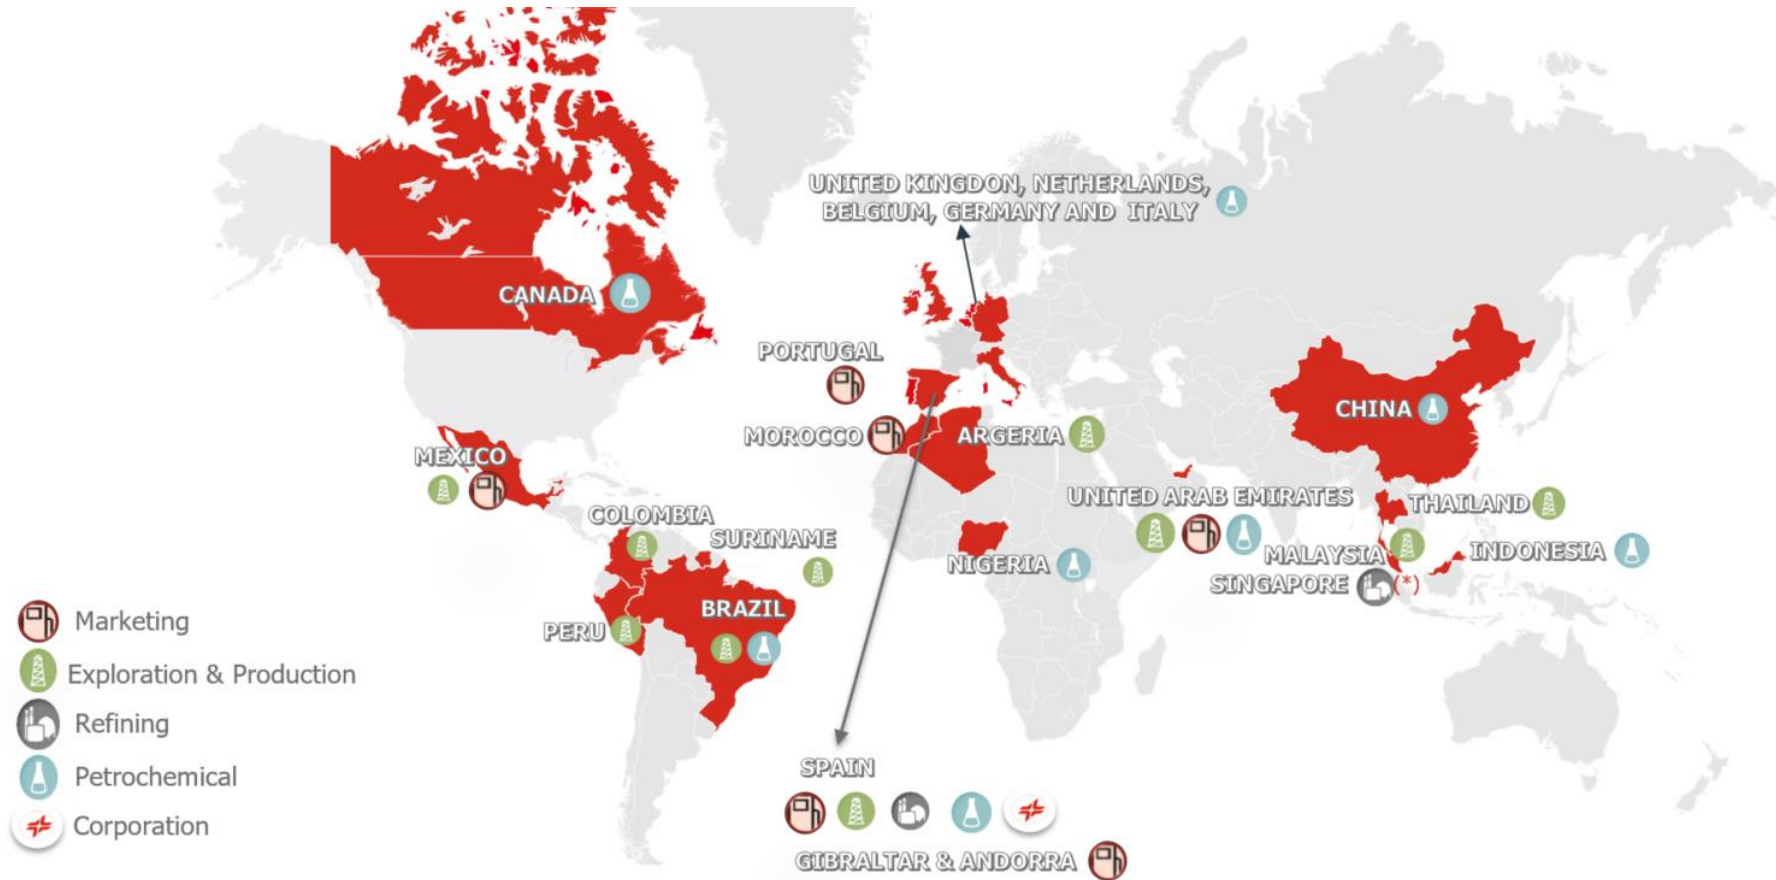 UNITED KINGDON, NETHERLANDS,
BELGIUM, GERMANY AND ITALY
CANADA
PORTUGAL
CHINA
MOROCCO
ARGERIA
MEXICO
UNITED ARAB EMIRATES
THAILAND
COLOMBIA
SURINAME
NIGERIA
MALAYSIA
INDONESIA
SINGAPORE
(*)
BRAZIL
PERU
Marketing
Exploration & Production
Refining
Petrochemical
Corporation
SPAIN
GIBRALTAR & ANDORRA